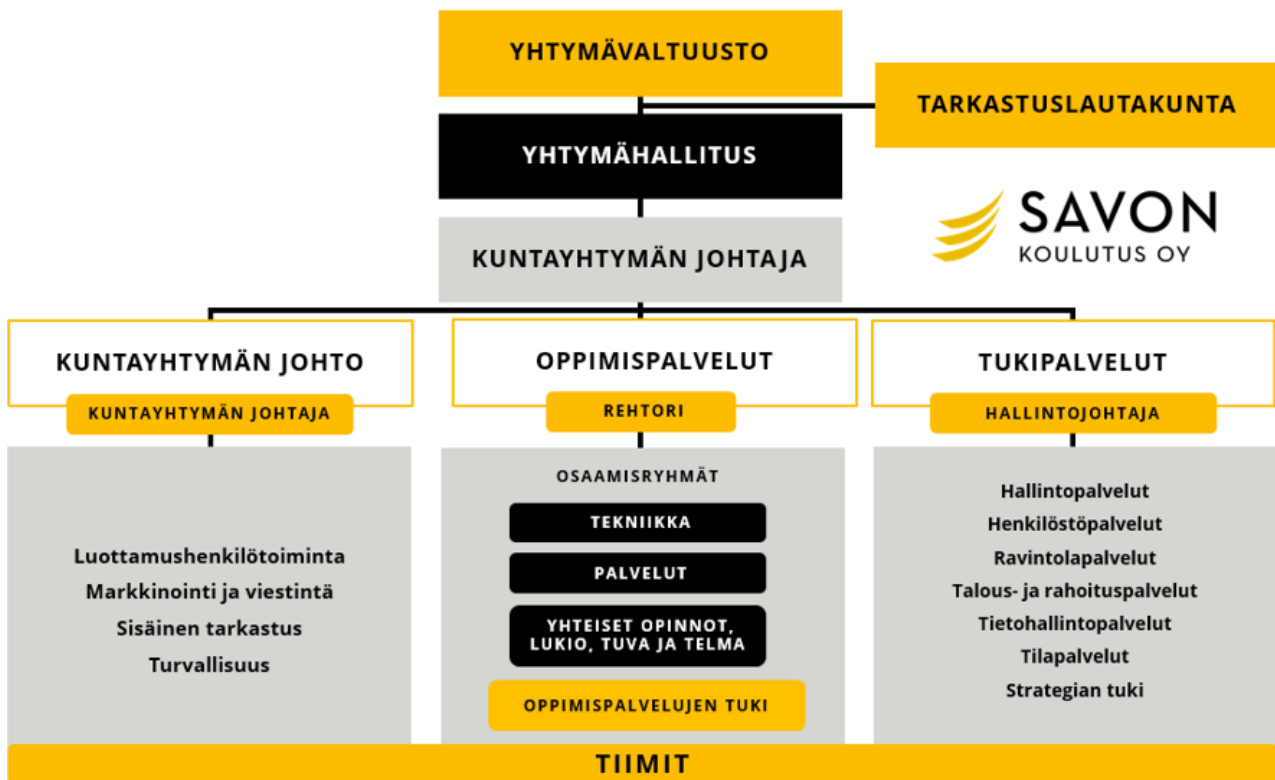 YHTYMÄVALTUUSTO
TARKASTUSLAUTAKUNTA
YHTYMÄHALLITUS
SAVON
KOULUTUS OY
KUNTAYHTYMÄN JOHTAJA
KUNTAYHTYMÄN JOHTO
KUNTAYHTYMÄN JOHTAJA
Luottamushenkilötoiminta
Markkinointi ja viestintä
Sisäinen tarkastus
Turvallisuus
OPPIMISPALVELUT
REHTORI
OSAAMISRYHMÄT
TEKNIIKKA
PALVELUT
YHTEISET OPINNOT,
LUKIO, TUVA JA TELMA
OPPIMISPALVELUJEN TUKI
TUKIPALVELUT
HALLINTOJOHTAJA
Hallintopalvelut
Henkilöstöpalvelut
Ravintolapalvelut
Talous- ja rahoituspalvelut
Tietohallintopalvelut
Tilapalvelut
Strategian tuki
TIIMIT